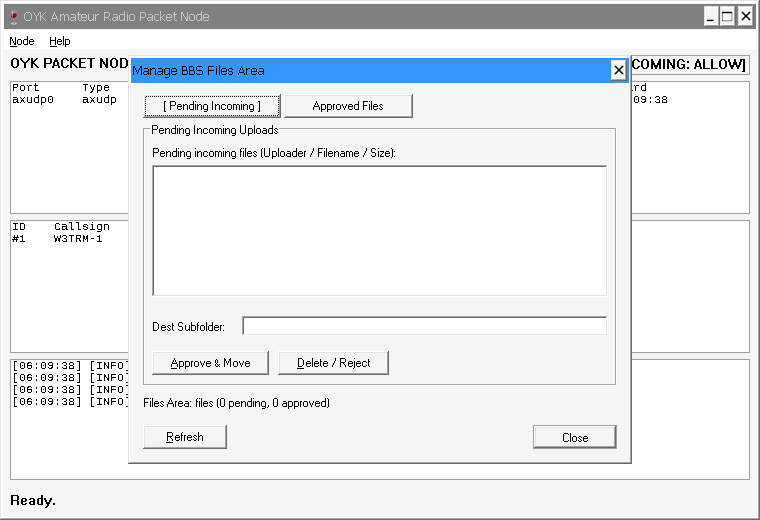 OYK Amateur Radio Packet Node
Node Help
OYK PACKET NOD
COMING: ALLOW]
Manage BBS Files Area
Port Type
axudp0 axudp
rd
:09:38
[ Pending Incoming ] Approved Files
Pending Incoming Uploads
Pending incoming files (Uploader / Filename / Size):
ID Callsign
#1 W3TRM-1
Dest Subfolder:
Approve & Move Delete / Reject
[06:09:38] [INFO]
[06:09:38] [INFO]
[06:09:38] [INFO]
[06:09:38] [INFO]
Files Area: files (0 pending, 0 approved)
Refresh Close
Ready.